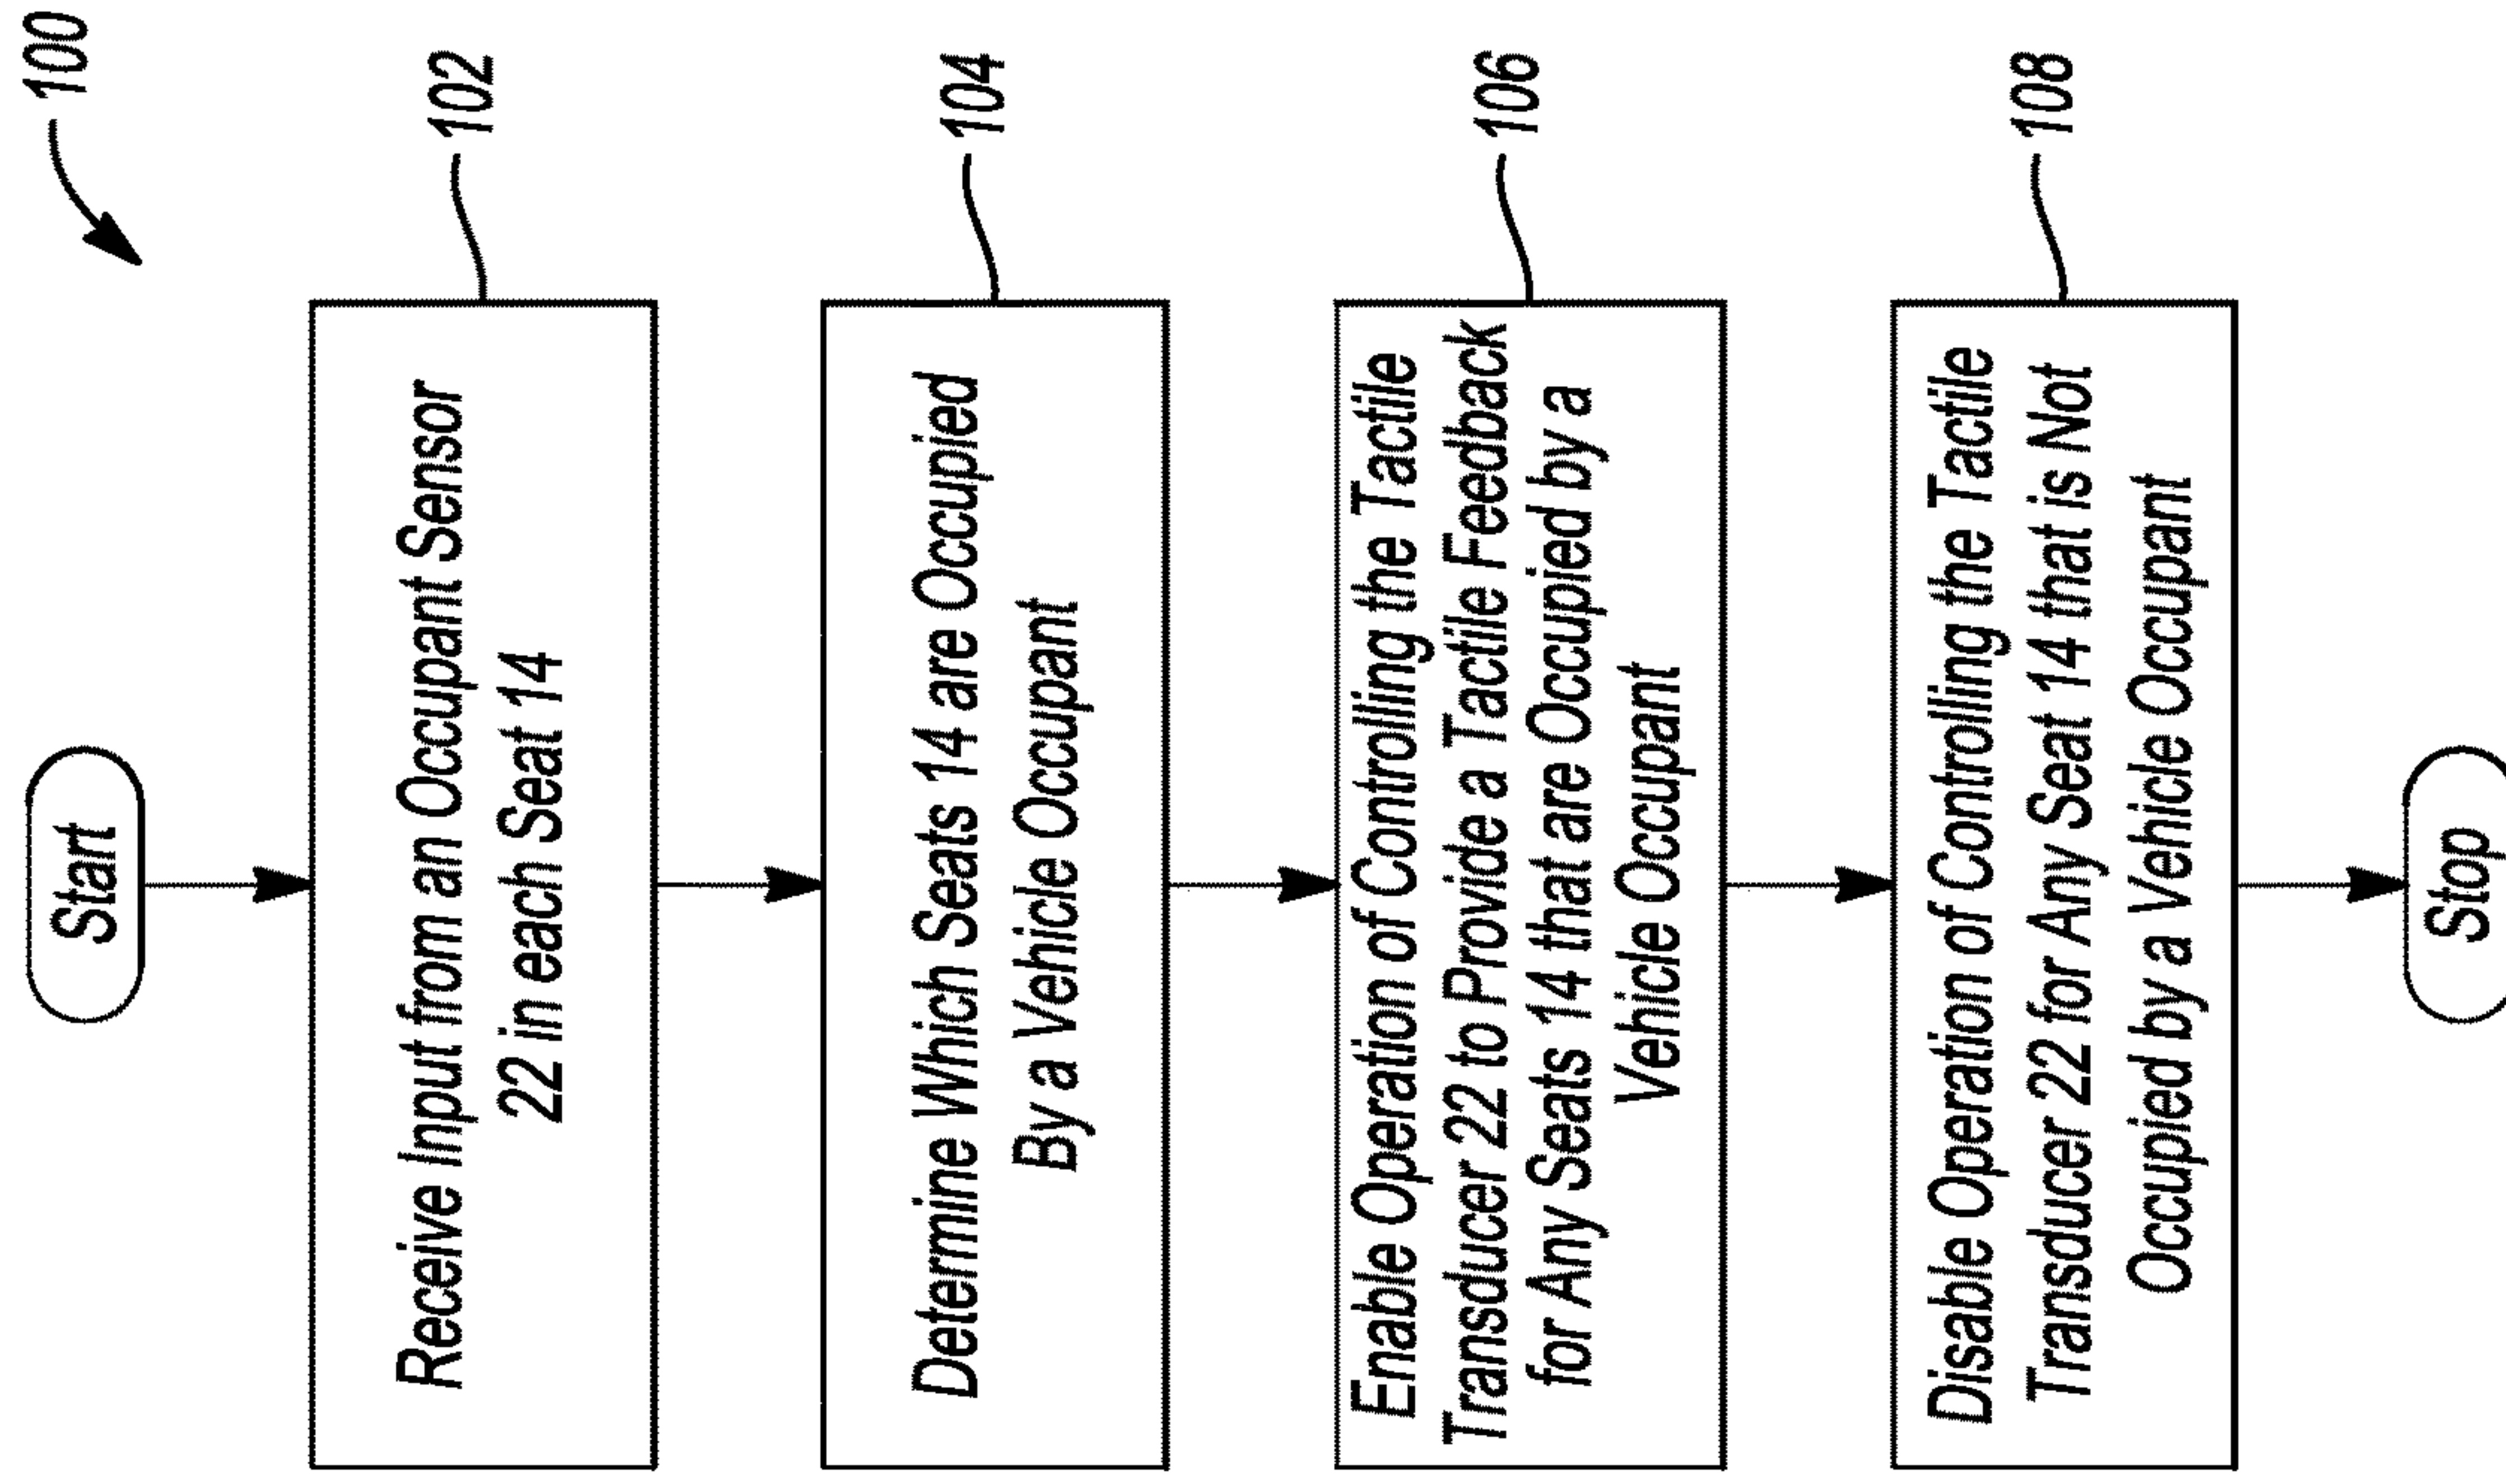 100
Start
Receive Input from an Occupant Sensor
22 in each Seat 14
102
Determine Which Seats 14 are Occupied
By a Vehicle Occupant
104
Enable Operation of Controlling the Tactile
Transducer 22 to Provide a Tactile Feedback
for Any Seats 14 that are Occupied by a
Vehicle Occupant
106
Disable Operation of Controlling the Tactile
Transducer 22 for Any Seat 14 that is Not
Occupied by a Vehicle Occupant
108
Stop